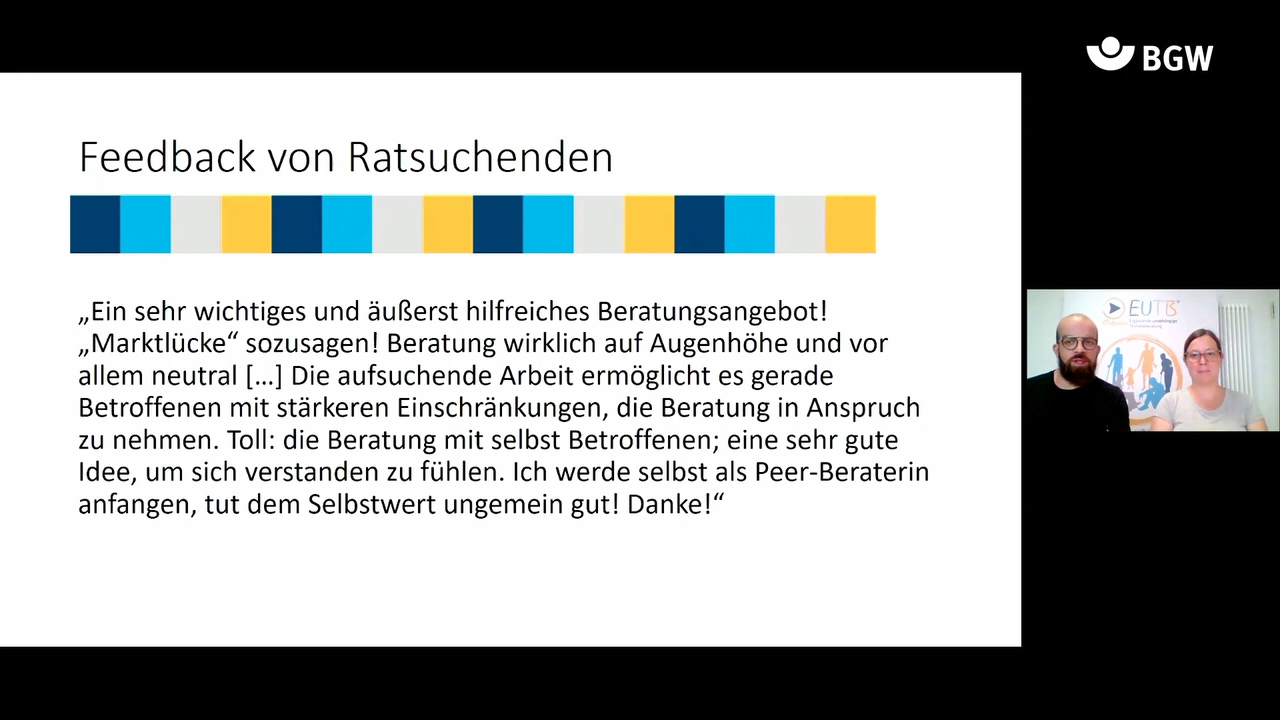 BGW
Feedback von Ratsuchenden
„Ein sehr wichtiges und äußerst hilfreiches Beratungsangebot!
„Marktlücke“ sozusagen! Beratung wirklich auf Augenhöhe und vor
allem neutral […] Die aufsuchende Arbeit ermöglicht es gerade
Betroffenen mit stärkeren Einschränkungen, die Beratung in Anspruch
zu nehmen. Toll: die Beratung mit selbst Betroffenen; eine sehr gute
Idee, um sich verstanden zu fühlen. Ich werde selbst als Peer-Beraterin
anfangen, tut dem Selbstwert ungemein gut! Danke!“
EUTB